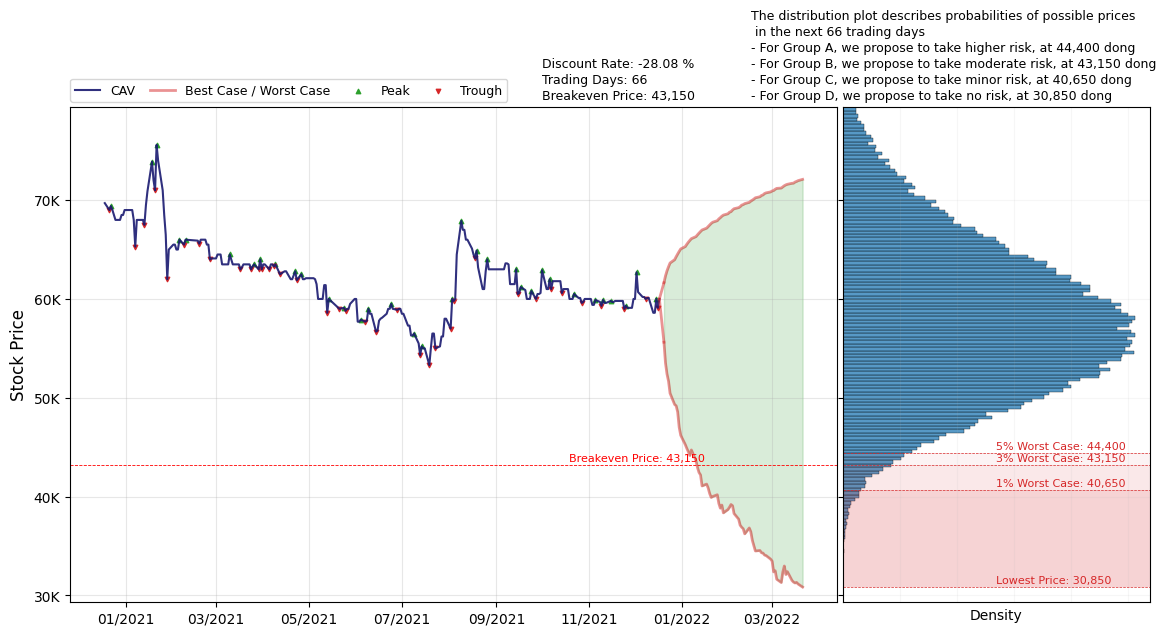 The distribution plot describes probabilities of possible prices
in the next 66 trading days
- For Group A, we propose to take higher risk, at 44,400 dong
- For Group B, we propose to take moderate risk, at 43,150 dong
- For Group C, we propose to take minor risk, at 40,650 dong
- For Group D, we propose to take no risk, at 30,850 dong
Discount Rate: -28.08 %
Trading Days: 66
Breakeven Price: 43,150
CAV
Best Case / Worst Case
Peak
Trough
Stock Price
70K
60K
50K
40K
30K
Breakeven Price: 43,150
5% Worst Case: 44,400
3% Worst Case: 43,150
1% Worst Case: 40,650
Lowest Price: 30,850
01/2021
03/2021
05/2021
07/2021
09/2021
11/2021
01/2022
03/2022
Density